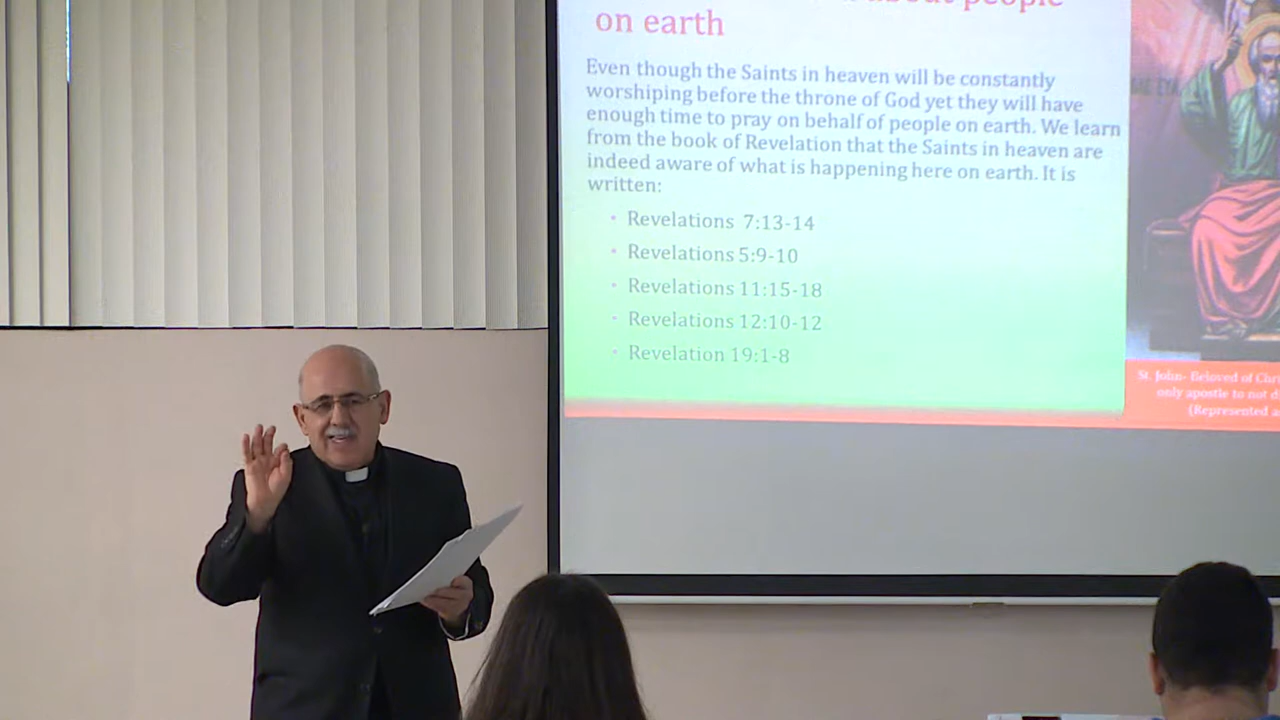 about people
on earth
Even though the Saints in heaven will be constantly
worshiping before the throne of God yet they will have
enough time to pray on behalf of people on earth. We learn
from the book of Revelation that the Saints in heaven are
indeed aware of what is happening here on earth. It is
written:
• Revelations 7:13-14
• Revelations 5:9-10
• Revelations 11:15-18
• Revelations 12:10-12
• Revelation 19:1-8
St. John- Beloved of
only apostle to not
(Represented